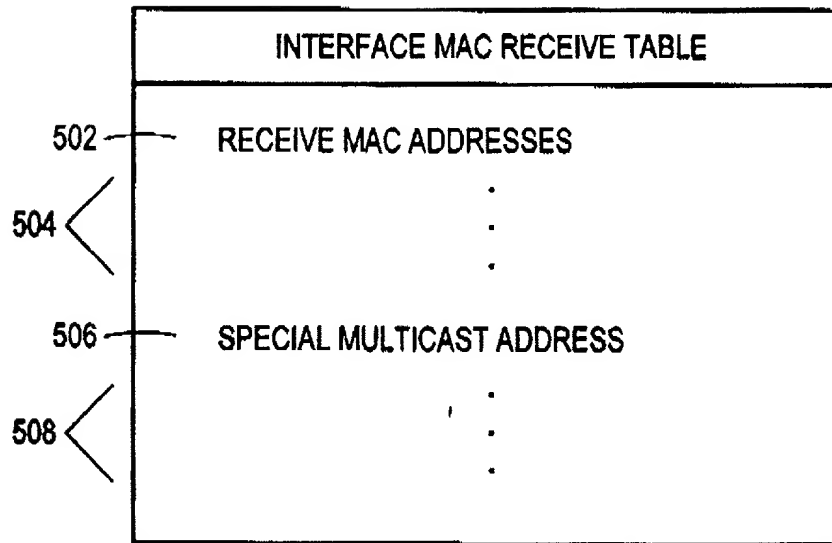 INTERFACE MAC RECEIVE TABLE
502 RECEIVE MAC ADDRESSES
504
506 SPECIAL MULTICAST ADDRESS
508